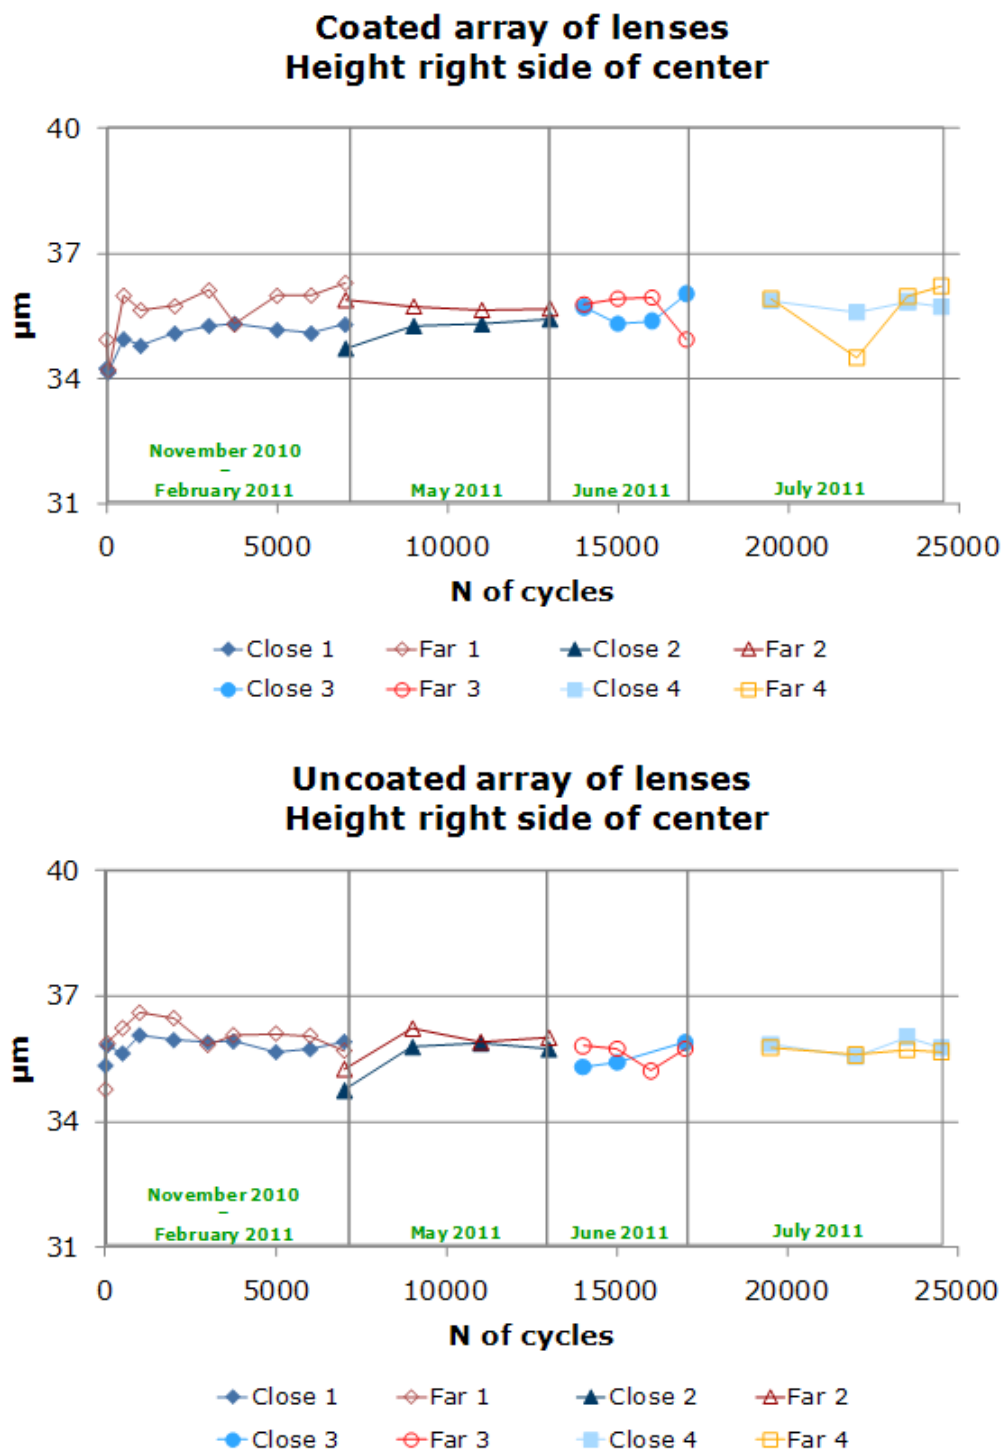 Coated array of lenses
Height right side of center
40
37
µm
34
31
November 2010
–
February 2011
May 2011
June 2011
July 2011
0 5000 10000 15000 20000 25000
N of cycles
Close 1 Far 1 Close 2 Far 2
Close 3 Far 3 Close 4 Far 4
Uncoated array of lenses
Height right side of center
40
37
µm
34
31
November 2010
–
February 2011
May 2011
June 2011
July 2011
0 5000 10000 15000 20000 25000
N of cycles
Close 1 Far 1 Close 2 Far 2
Close 3 Far 3 Close 4 Far 4